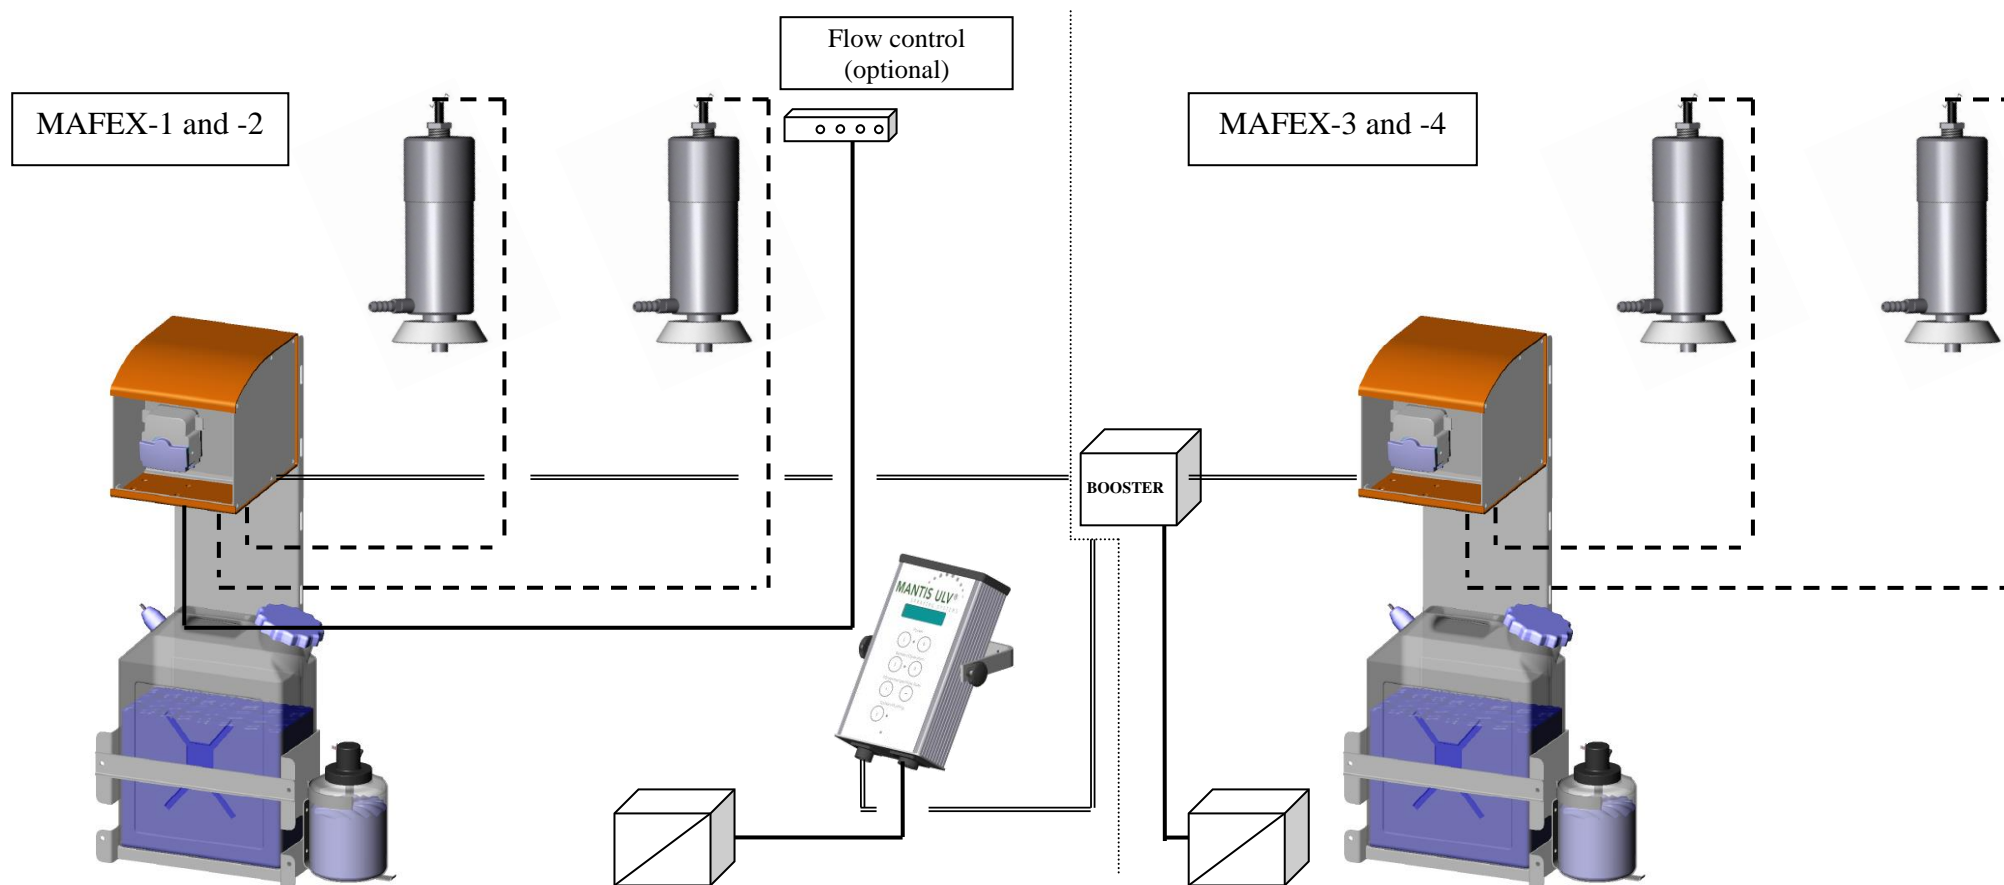 Flow control
(optional)
MAFEX-1 and -2
MAFEX-3 and -4
BOOSTER
MANTIS ULV®